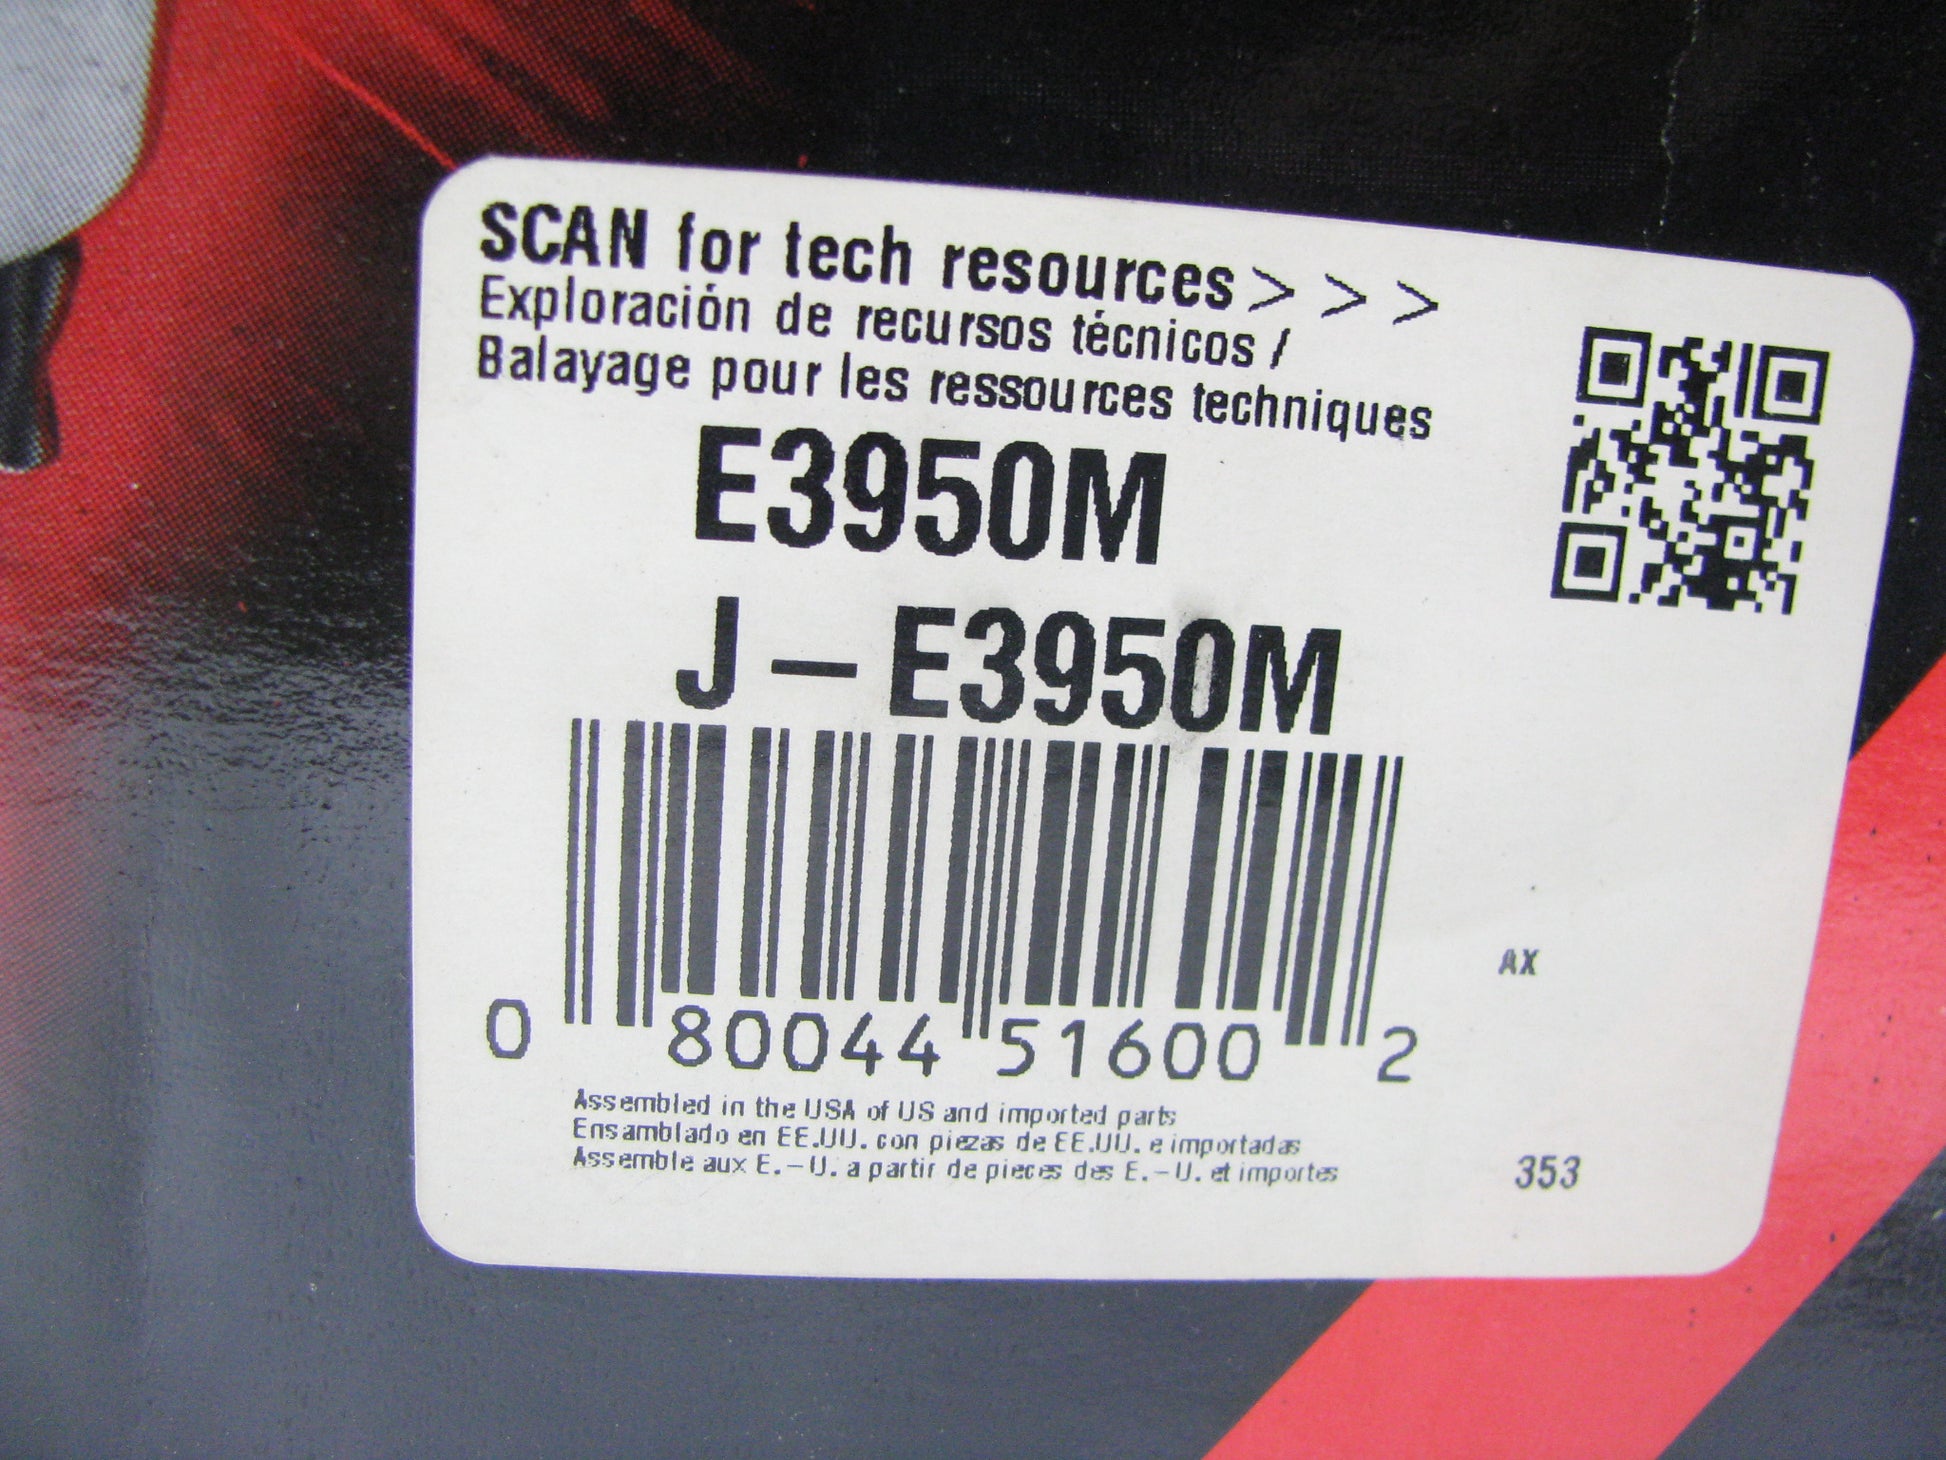 SCAN for tech resources>>>
Exploración de recursos técnicos /
Balayage pour les ressources techniques
E3950M
J-E3950M
0 80044 51600 2
AX
Assembled in the USA of US and imported parts
Ensamblado en EE.UU. con piezas de EE.UU. e importadas
Assemble aux E.-U. a partir de pieces des E.-U. et importes
353